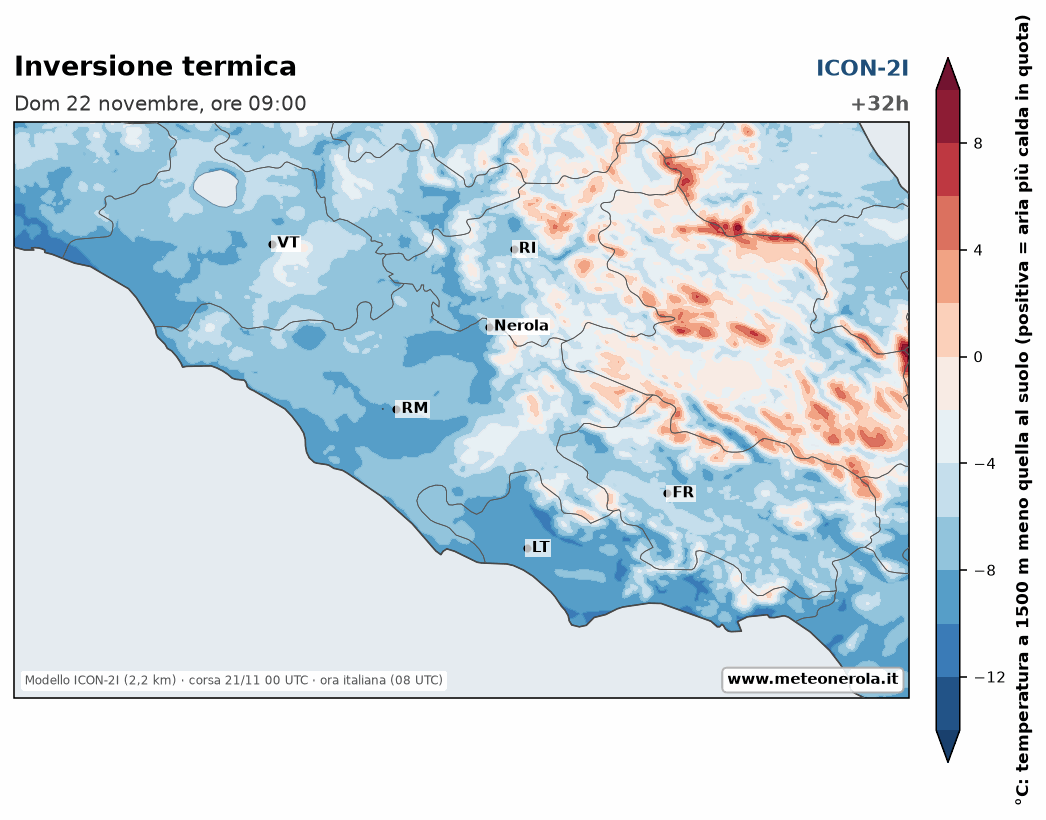 Inversione termica
ICON-2I
Dom 22 novembre, ore 09:00
+32h
VT
RI
Nerola
RM
FR
LT
Modello ICON-2I (2,2 km) · corsa 21/11 00 UTC · ora italiana (08 UTC)
www.meteonerola.it
8
4
0
−4
−8
−12
°C: temperatura a 1500 m meno quella al suolo (positiva = aria più calda in quota)